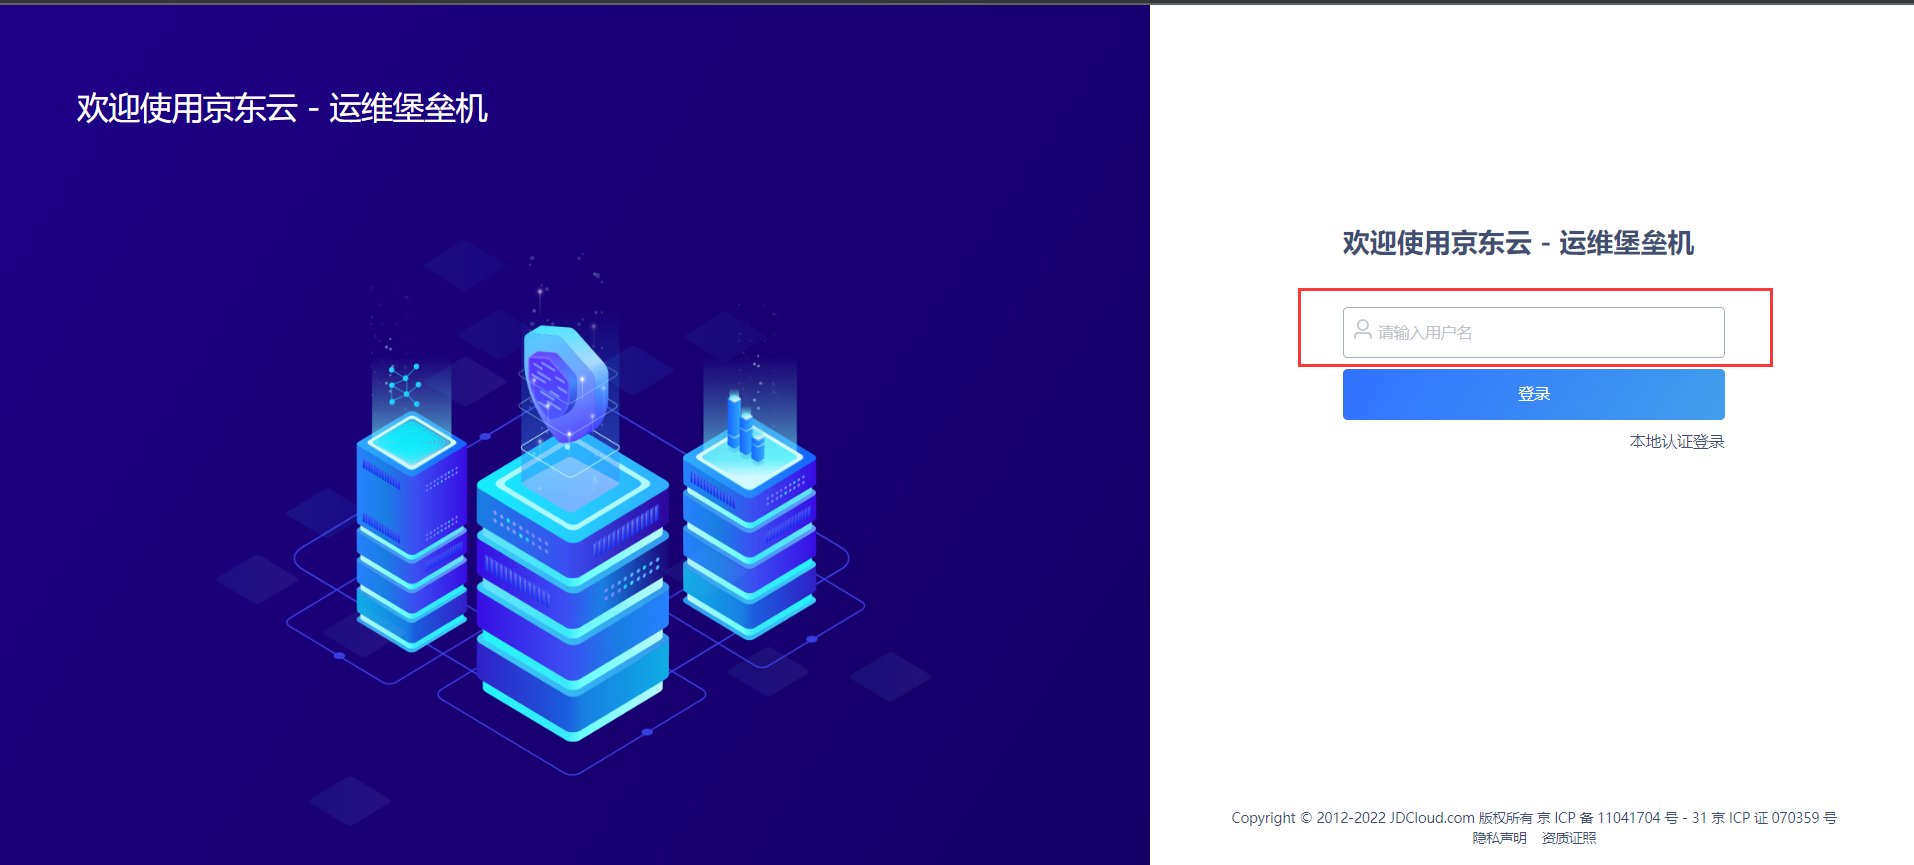 欢迎使用京东云 - 运维堡垒机
欢迎使用京东云 - 运维堡垒机
请输入用户名
登录
本地认证登录
Copyright © 2012-2022 JDCloud.com 版权所有 京 ICP 备 11041704 号 - 31 京 ICP 证 070359 号
隐私声明 资质证照